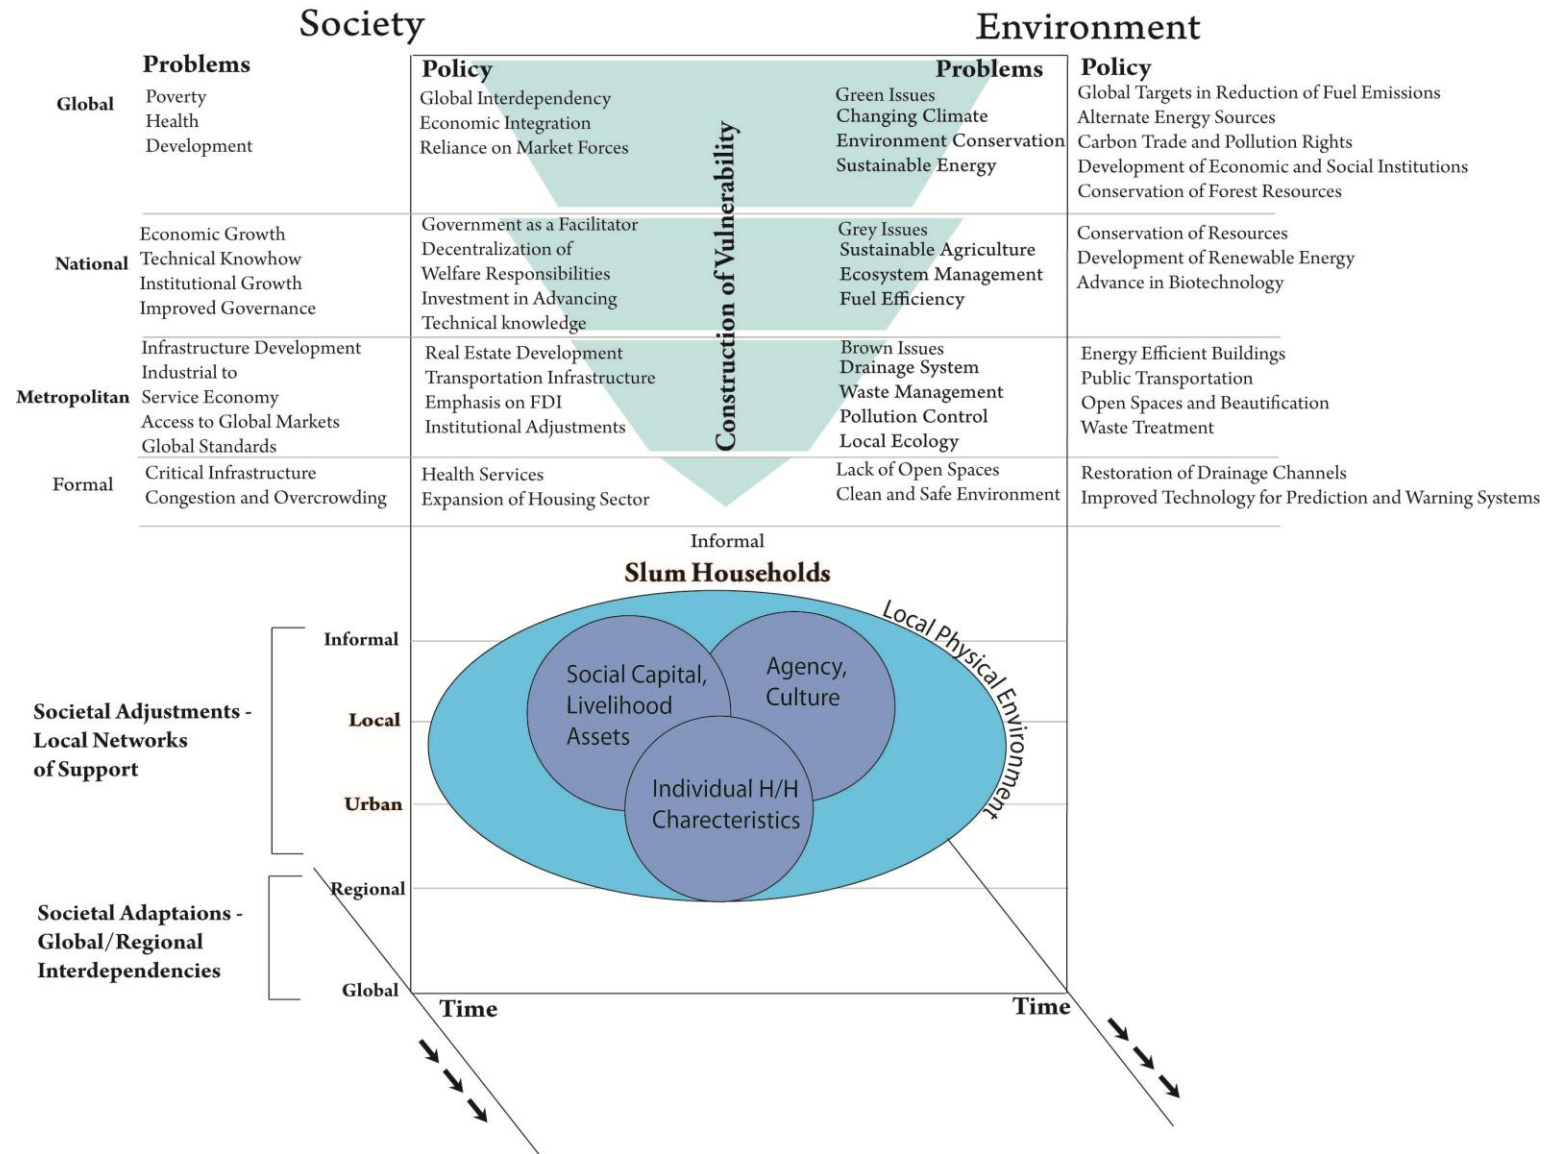 Society
Environment
Problems
Policy
Problems
Policy
Global
Poverty
Health
Development
Global Interdependency
Economic Integration
Reliance on Market Forces
Green Issues
Changing Climate
Environment Conservation
Sustainable Energy
Global Targets in Reduction of Fuel Emissions
Alternate Energy Sources
Carbon Trade and Pollution Rights
Development of Economic and Social Institutions
Conservation of Forest Resources
Construction of Vulnerability
National
Economic Growth
Technical Knowhow
Institutional Growth
Improved Governance
Government as a Facilitator
Decentralization of
Welfare Responsibilities
Investment in Advancing
Technical knowledge
Grey Issues
Sustainable Agriculture
Ecosystem Management
Fuel Efficiency
Conservation of Resources
Development of Renewable Energy
Advance in Biotechnology
Metropolitan
Infrastructure Development
Industrial to
Service Economy
Access to Global Markets
Global Standards
Real Estate Development
Transportation Infrastructure
Emphasis on FDI
Institutional Adjustments
Brown Issues
Drainage System
Waste Management
Pollution Control
Local Ecology
Energy Efficient Buildings
Public Transportation
Open Spaces and Beautification
Waste Treatment
Formal
Critical Infrastructure
Congestion and Overcrowding
Health Services
Expansion of Housing Sector
Lack of Open Spaces
Clean and Safe Environment
Restoration of Drainage Channels
Improved Technology for Prediction and Warning Systems
Informal
Slum Households
Local Physical Environment
Social Capital,
Livelihood
Assets
Agency,
Culture
Individual H/H
Charecteristics
Informal
Local
Urban
Regional
Global
Societal Adjustments -
Local Networks
of Support
Societal Adaptaions -
Global/Regional
Interdependencies
Time
Time